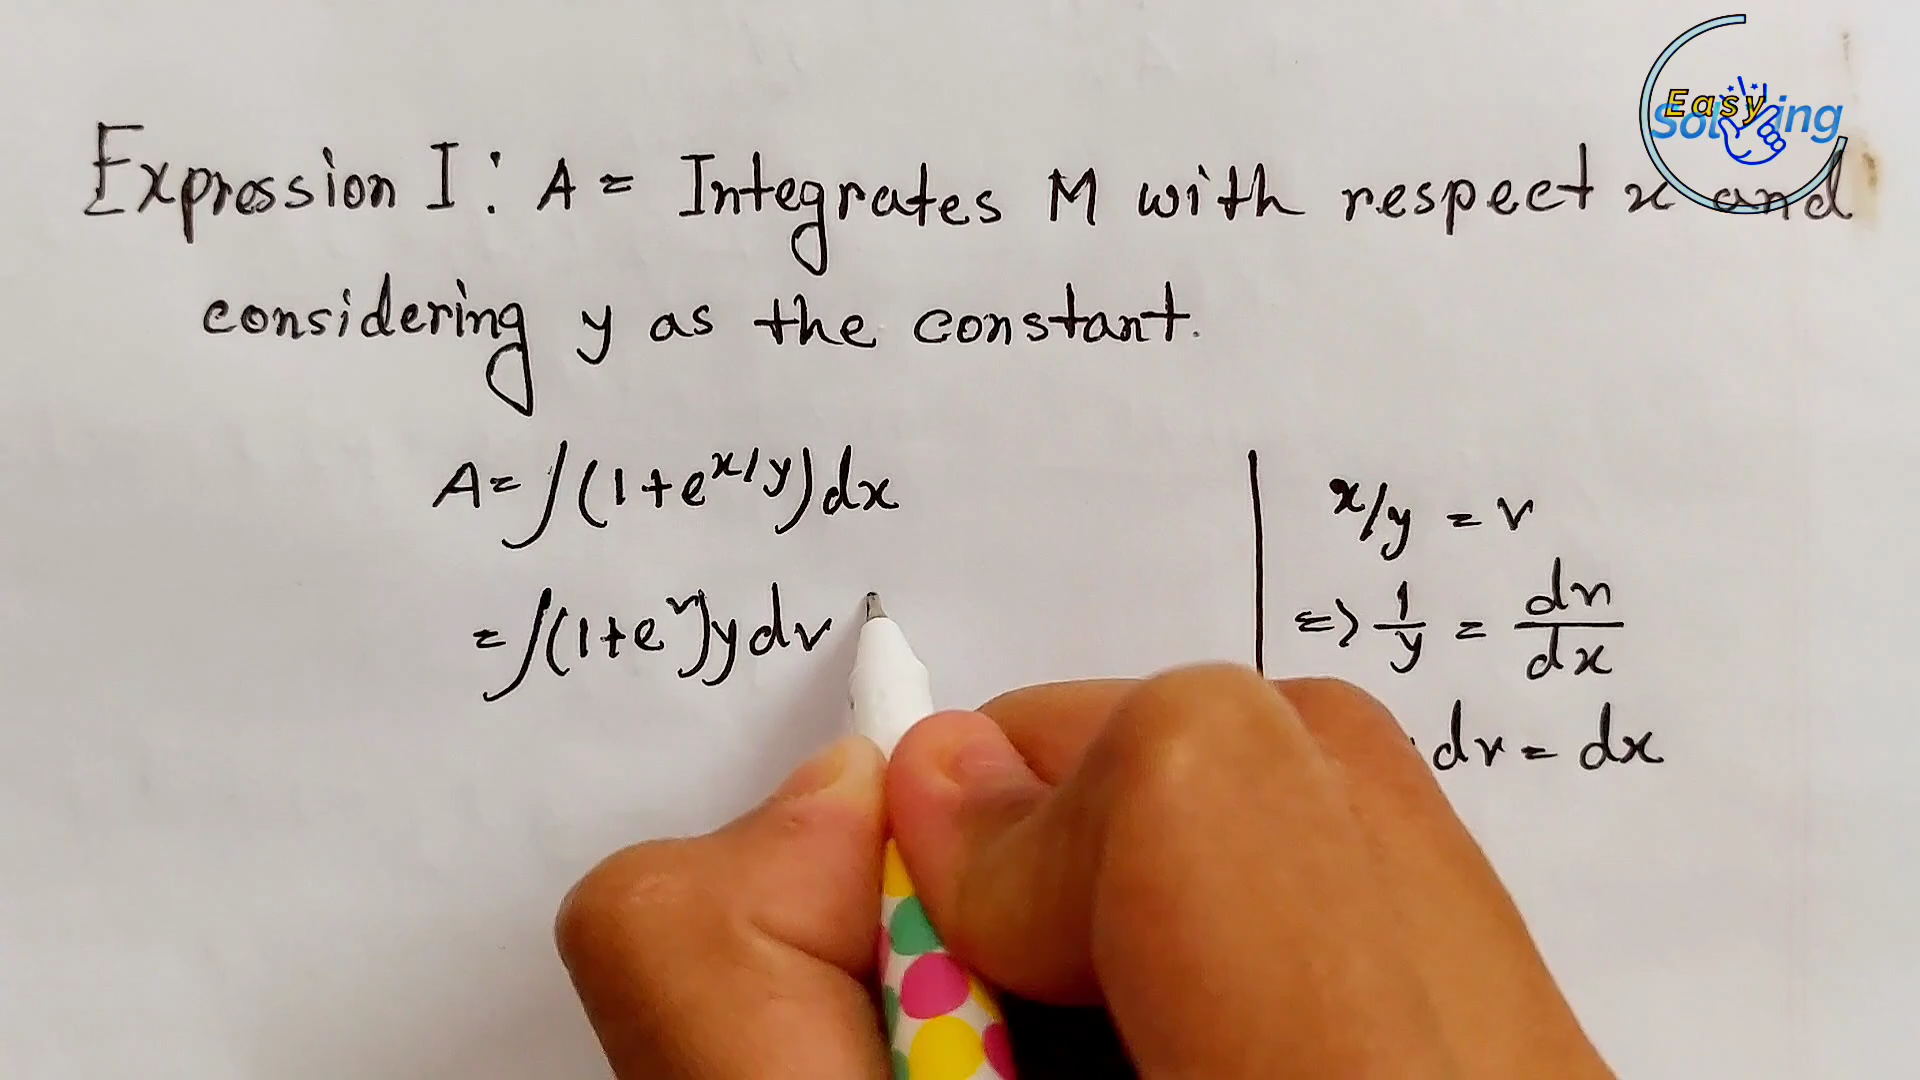 Easy
Solving
Expression I: A = Integrates M with respect x and
considering y as the constant.
A = ∫(1+e^x/y)dx
= ∫(1+e^v)y dv
x/y = v
=> 1/y = dv/dx
dv = dx